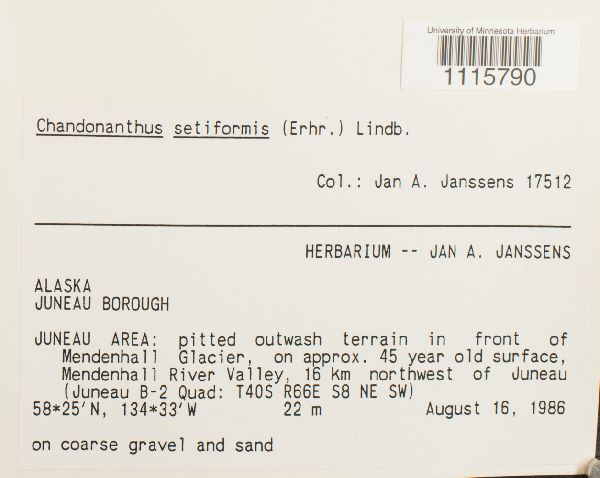 University of Minnesota Herbarium
1115790
Chandonanthus setiformis (Erhr.) Lindb.
Col.: Jan A. Janssens 17512
HERBARIUM -- JAN A. JANSSENS
ALASKA
JUNEAU BOROUGH
JUNEAU AREA: pitted outwash terrain in front of
Mendenhall Glacier, on approx. 45 year old surface,
Mendenhall River Valley, 16 Km northwest of Juneau
(Juneau B-2 Quad: T40S R66E S8 NE SW)
58*25'N, 134*33'W 22 m August 16, 1986
on coarse gravel and sand